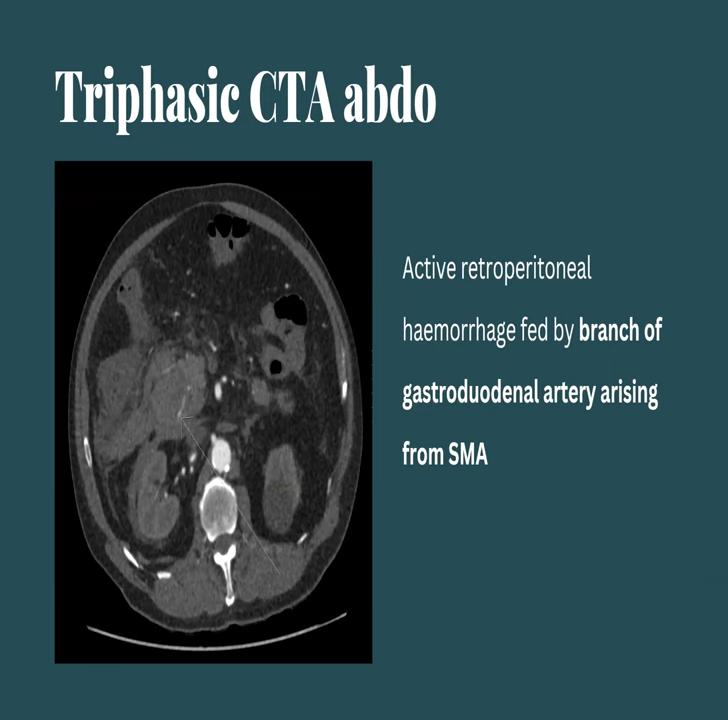 Triphasic CTA abdo
Active retroperitoneal
haemorrhage fed by branch of
gastroduodenal artery arising
from SMA